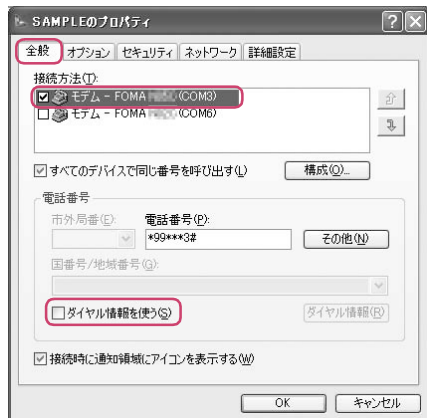 SAMPLEのプロパティ
全般 オプション セキュリティ ネットワーク 詳細設定
接続方法(T):
モデム - FOMA (COM3)
モデム - FOMA (COM6)
すべてのデバイスで同じ番号を呼び出す(L) 構成(O)...
電話番号
市外局番(E): 電話番号(P):
*99***3# その他(N)
国番号/地域番号(G):
ダイヤル情報を使う(S) ダイヤル情報(R)
接続時に通知領域にアイコンを表示する(W)
OK キャンセル